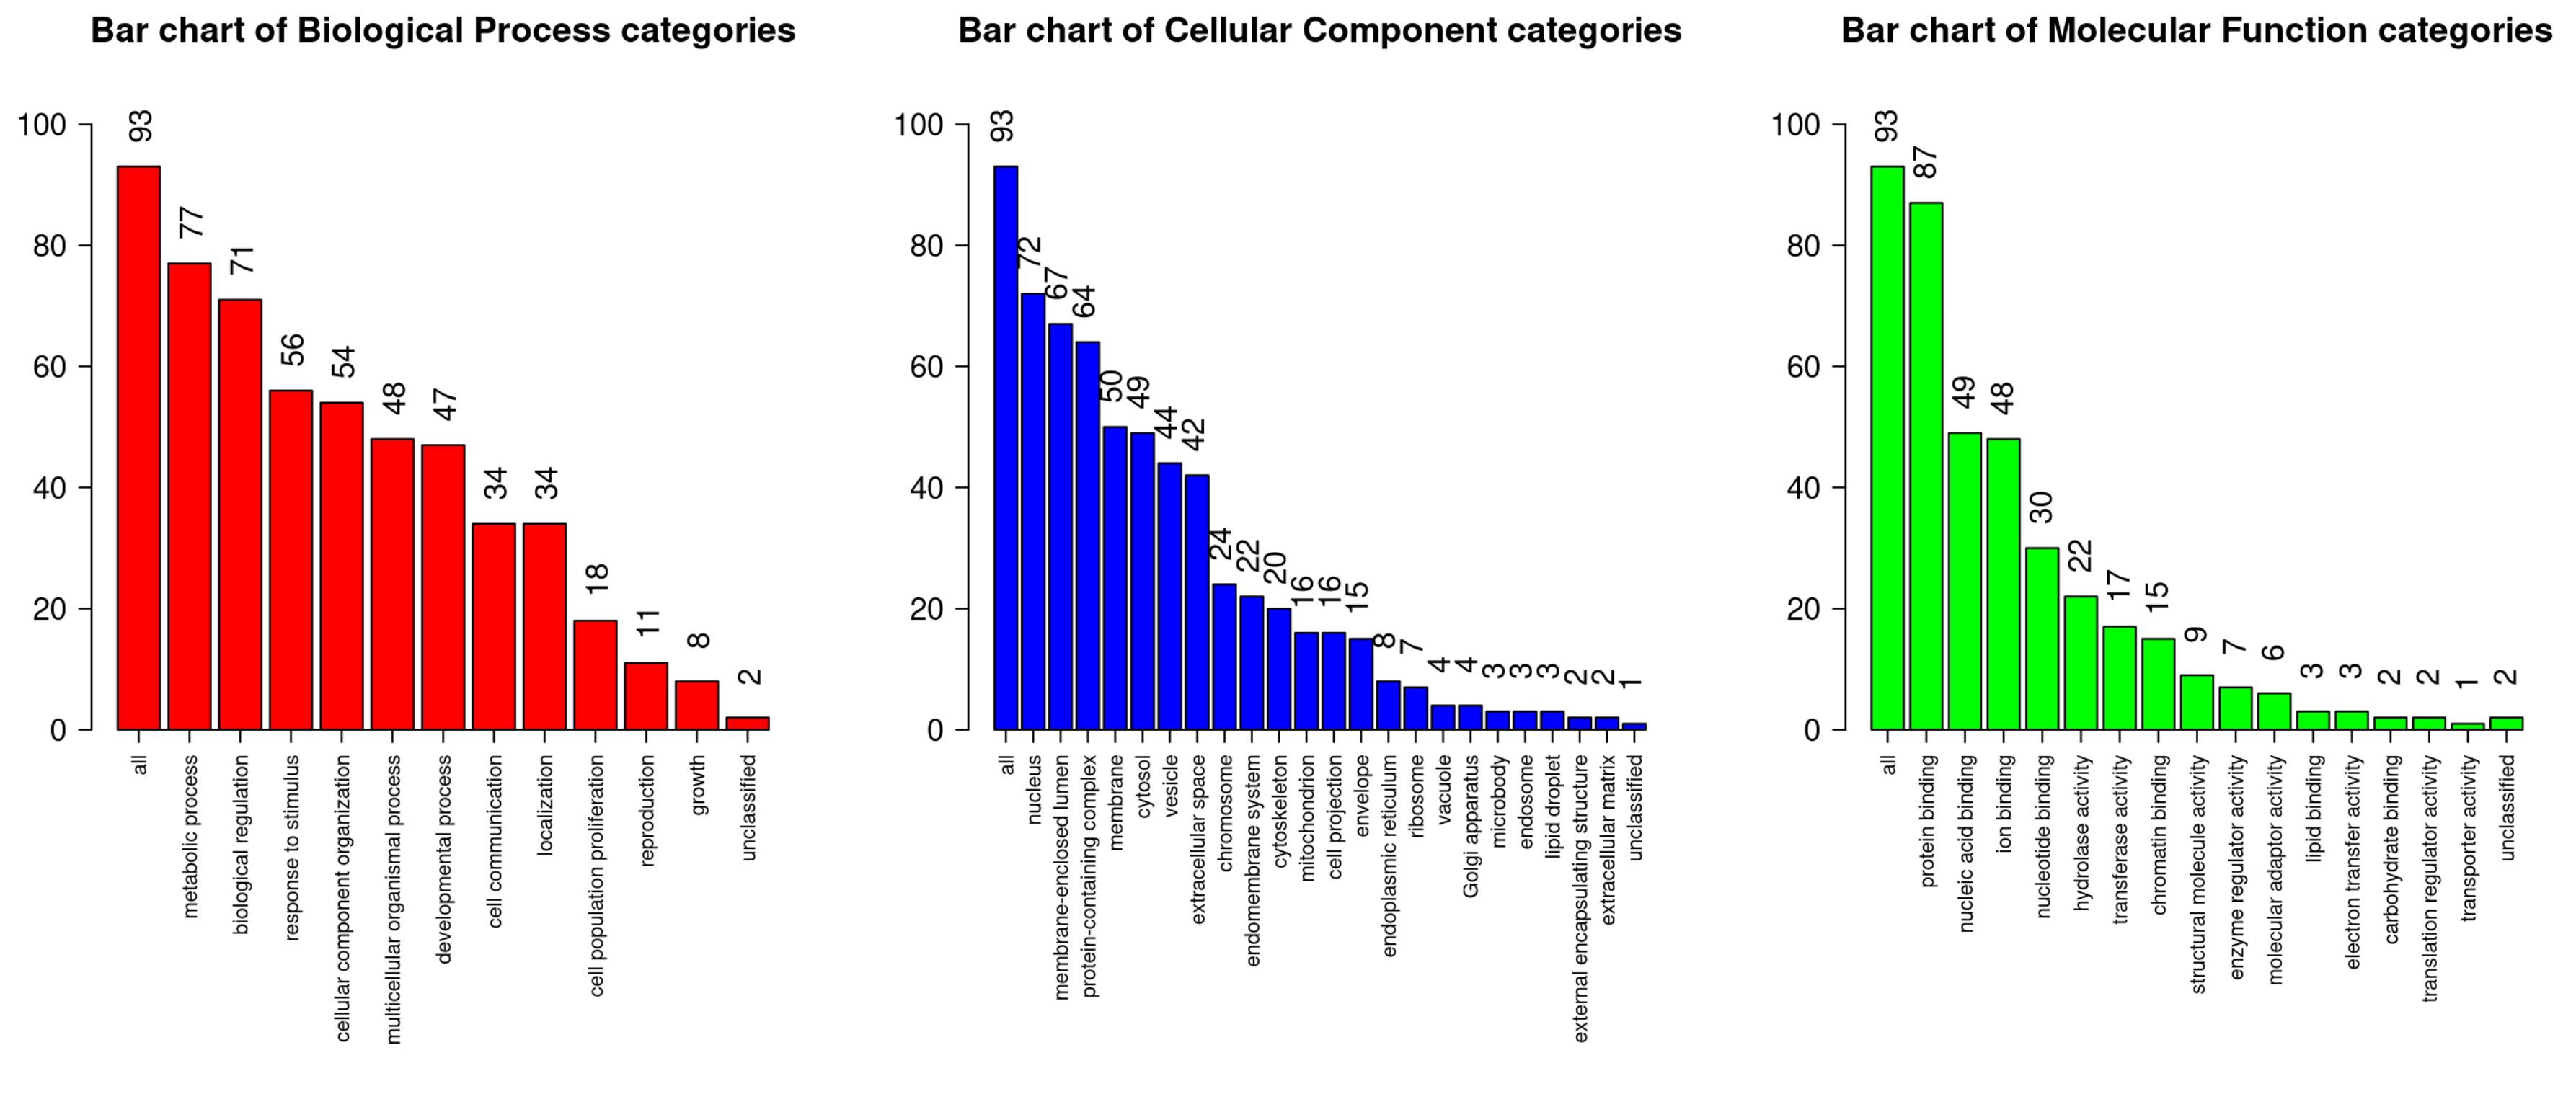 Bar chart of Biological Process categories
100
80
60
40
20
0
93
77
71
56
54
48
47
34
34
18
11
8
2
all
metabolic process
biological regulation
response to stimulus
cellular component organization
multicellular organismal process
developmental process
cell communication
localization
cell population proliferation
reproduction
growth
unclassified
Bar chart of Cellular Component categories
100
80
60
40
20
0
93
72
67
64
50
49
44
42
24
22
20
16
16
15
8
7
4
4
3
3
3
2
2
1
all
nucleus
membrane-enclosed lumen
protein-containing complex
membrane
cytosol
vesicle
extracellular space
chromosome
endomembrane system
cytoskeleton
mitochondrion
cell projection
envelope
endoplasmic reticulum
ribosome
vacuole
Golgi apparatus
microbody
endosome
lipid droplet
external encapsulating structure
extracellular matrix
unclassified
Bar chart of Molecular Function categories
100
80
60
40
20
0
93
87
49
48
30
22
17
15
9
7
6
3
3
2
2
1
2
all
protein binding
nucleic acid binding
ion binding
nucleotide binding
hydrolase activity
transferase activity
chromatin binding
structural molecule activity
enzyme regulator activity
molecular adaptor activity
lipid binding
electron transfer activity
carbohydrate binding
translation regulator activity
transporter activity
unclassified